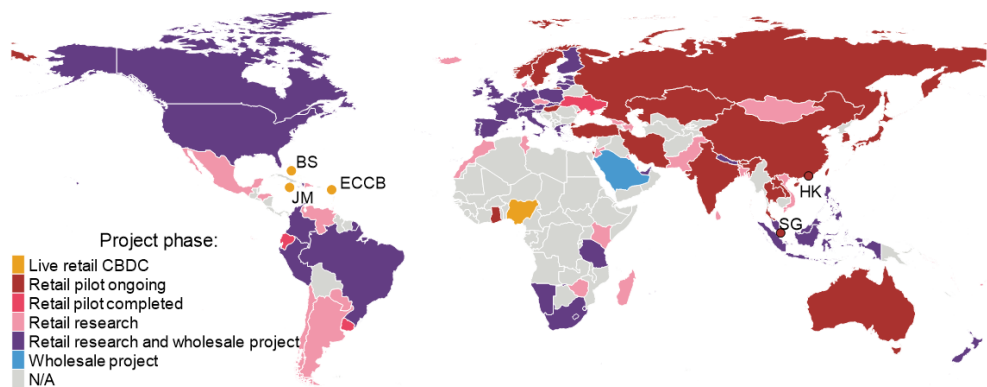 BS
ECCB
JM
HK
SG
Project phase:
Live retail CBDC
Retail pilot ongoing
Retail pilot completed
Retail research
Retail research and wholesale project
Wholesale project
N/A